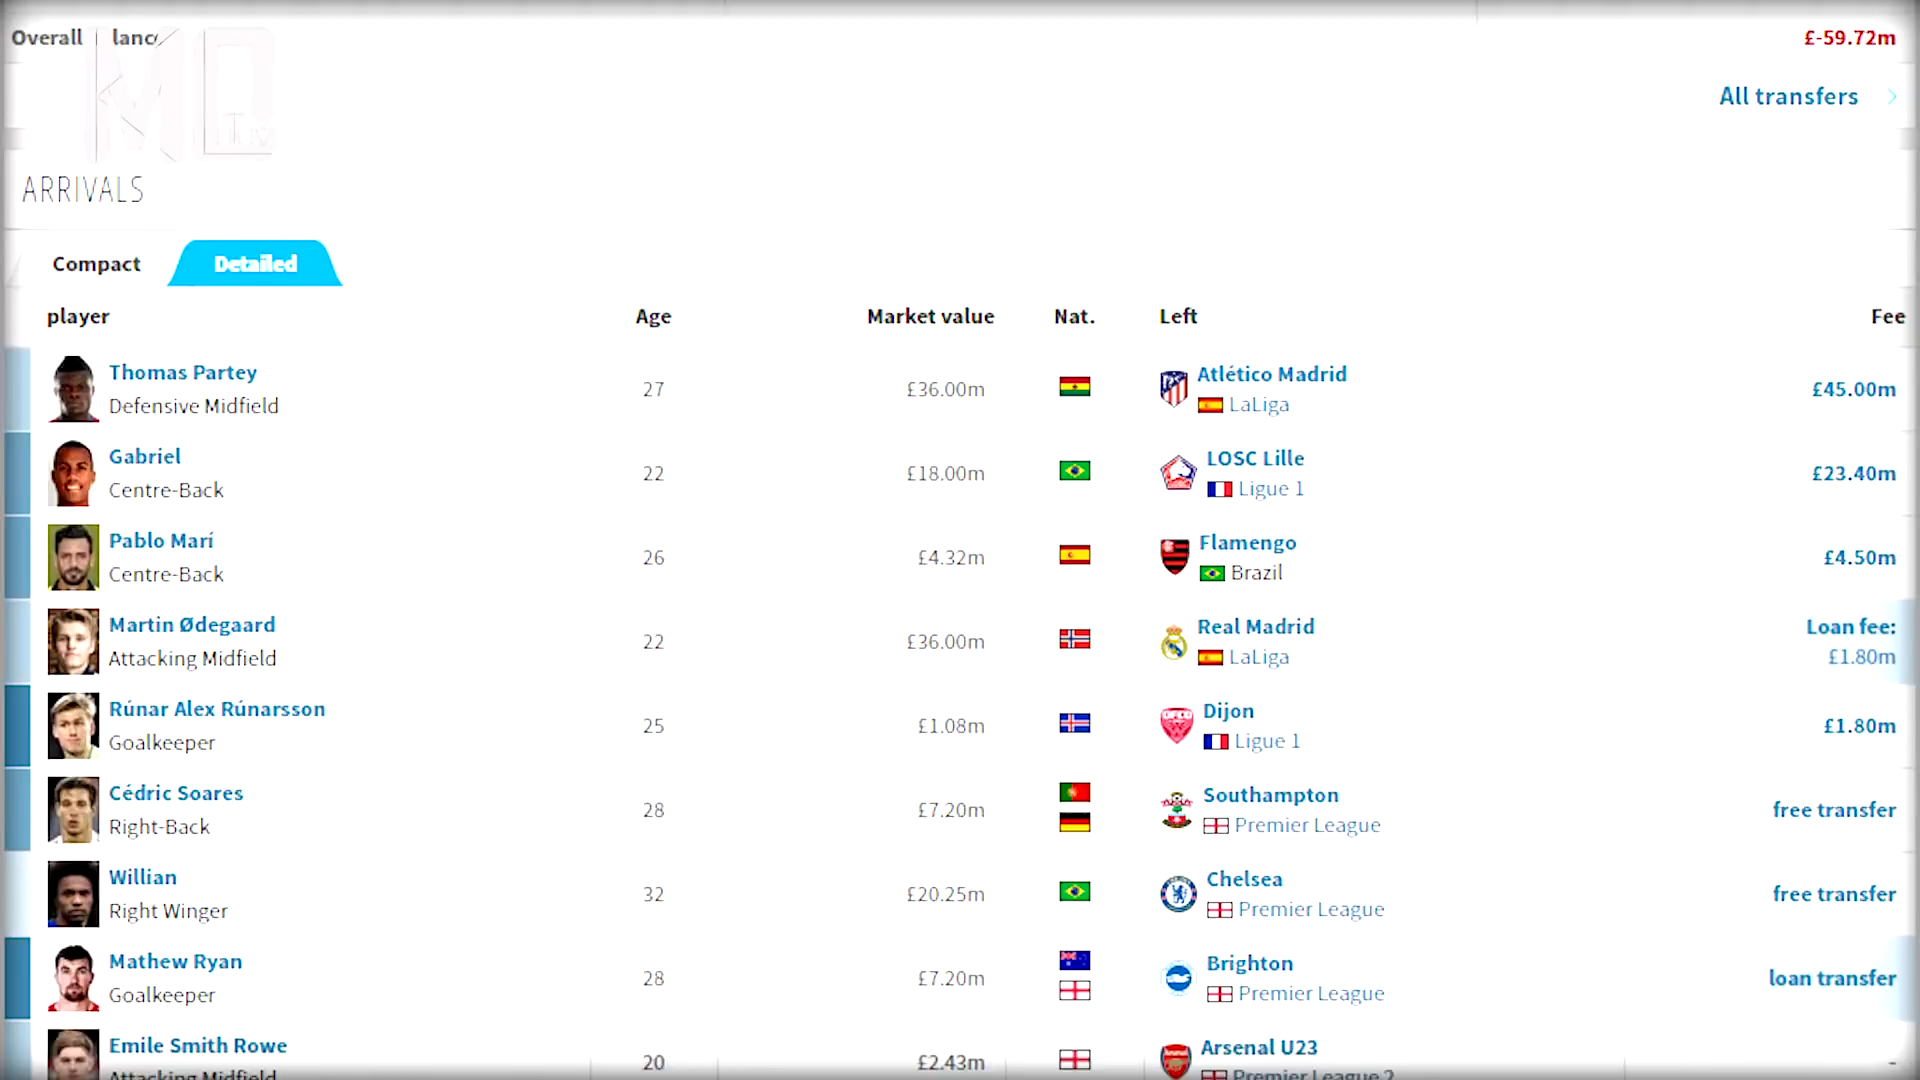 Overall lance £-59.72m
All transfers
ARRIVALS
Compact Detailed
player Age Market value Nat. Left Fee
Thomas Partey
Defensive Midfield
27 £36.00m
Atlético Madrid
LaLiga
£45.00m
Gabriel
Centre-Back
22 £18.00m
LOSC Lille
Ligue 1
£23.40m
Pablo Marí
Centre-Back
26 £4.32m
Flamengo
Brazil
£4.50m
Martin Ødegaard
Attacking Midfield
22 £36.00m
Real Madrid
LaLiga
Loan fee:
£1.80m
Rúnar Alex Rúnarsson
Goalkeeper
25 £1.08m
Dijon
Ligue 1
£1.80m
Cédric Soares
Right-Back
28 £7.20m
Southampton
Premier League
free transfer
Willian
Right Winger
32 £20.25m
Chelsea
Premier League
free transfer
Mathew Ryan
Goalkeeper
28 £7.20m
Brighton
Premier League
loan transfer
Emile Smith Rowe
Attacking Midfield
20 £2.43m
Arsenal U23
Premier League 2
-